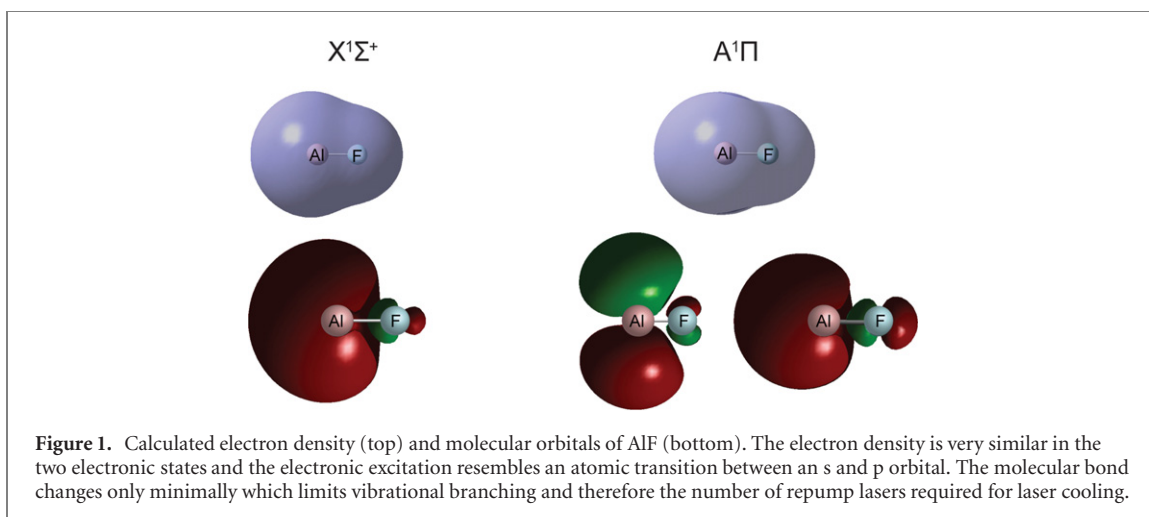 X¹Σ⁺ A¹Π
Al F Al F
Al F Al F Al F
Figure 1. Calculated electron density (top) and molecular orbitals of AlF (bottom). The electron density is very similar in the
two electronic states and the electronic excitation resembles an atomic transition between an s and p orbital. The molecular bond
changes only minimally which limits vibrational branching and therefore the number of repump lasers required for laser cooling.